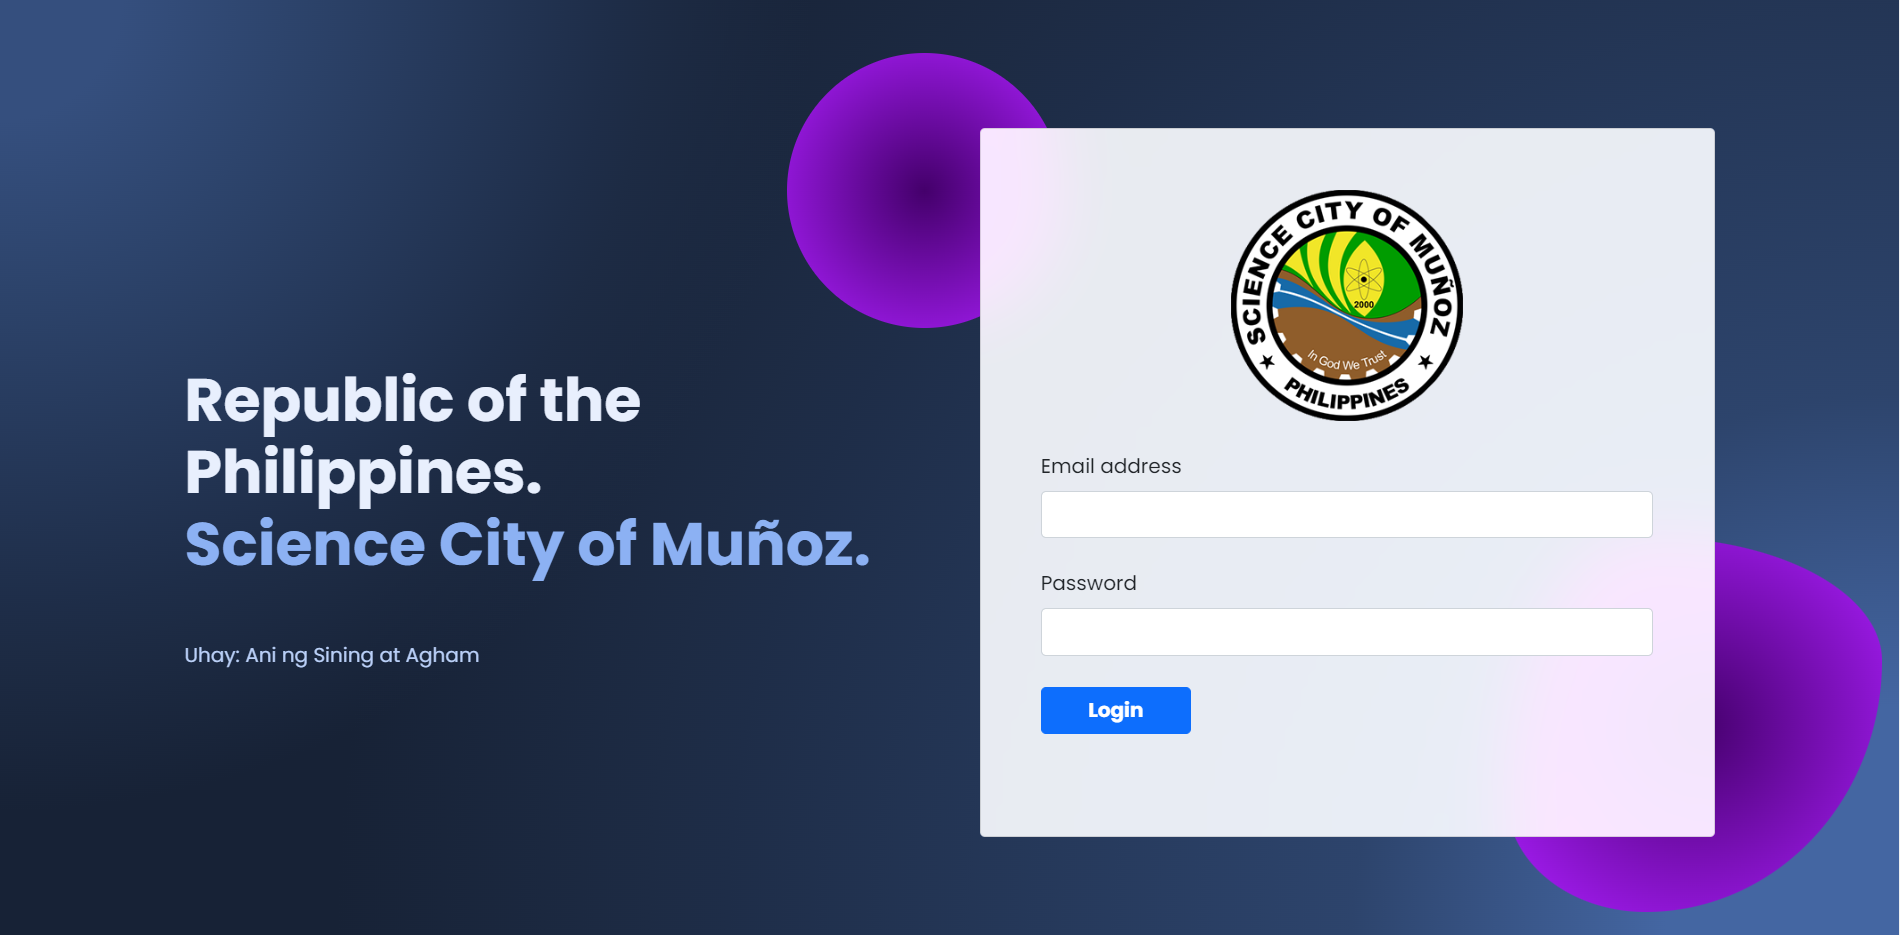 Republic of the
Philippines.
Science City of Muñoz.
Uhay: Ani ng Sining at Agham
SCIENCE CITY OF MUÑOZ
2000
In God We Trust
★ PHILIPPINES ★
Email address
Password
Login